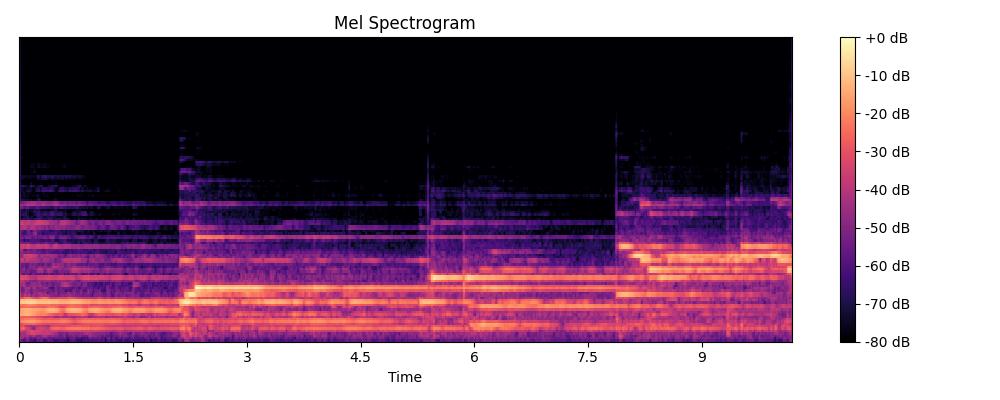 Mel Spectrogram
+0 dB
-10 dB
-20 dB
-30 dB
-40 dB
-50 dB
-60 dB
-70 dB
-80 dB
0 1.5 3 4.5 6 7.5 9
Time